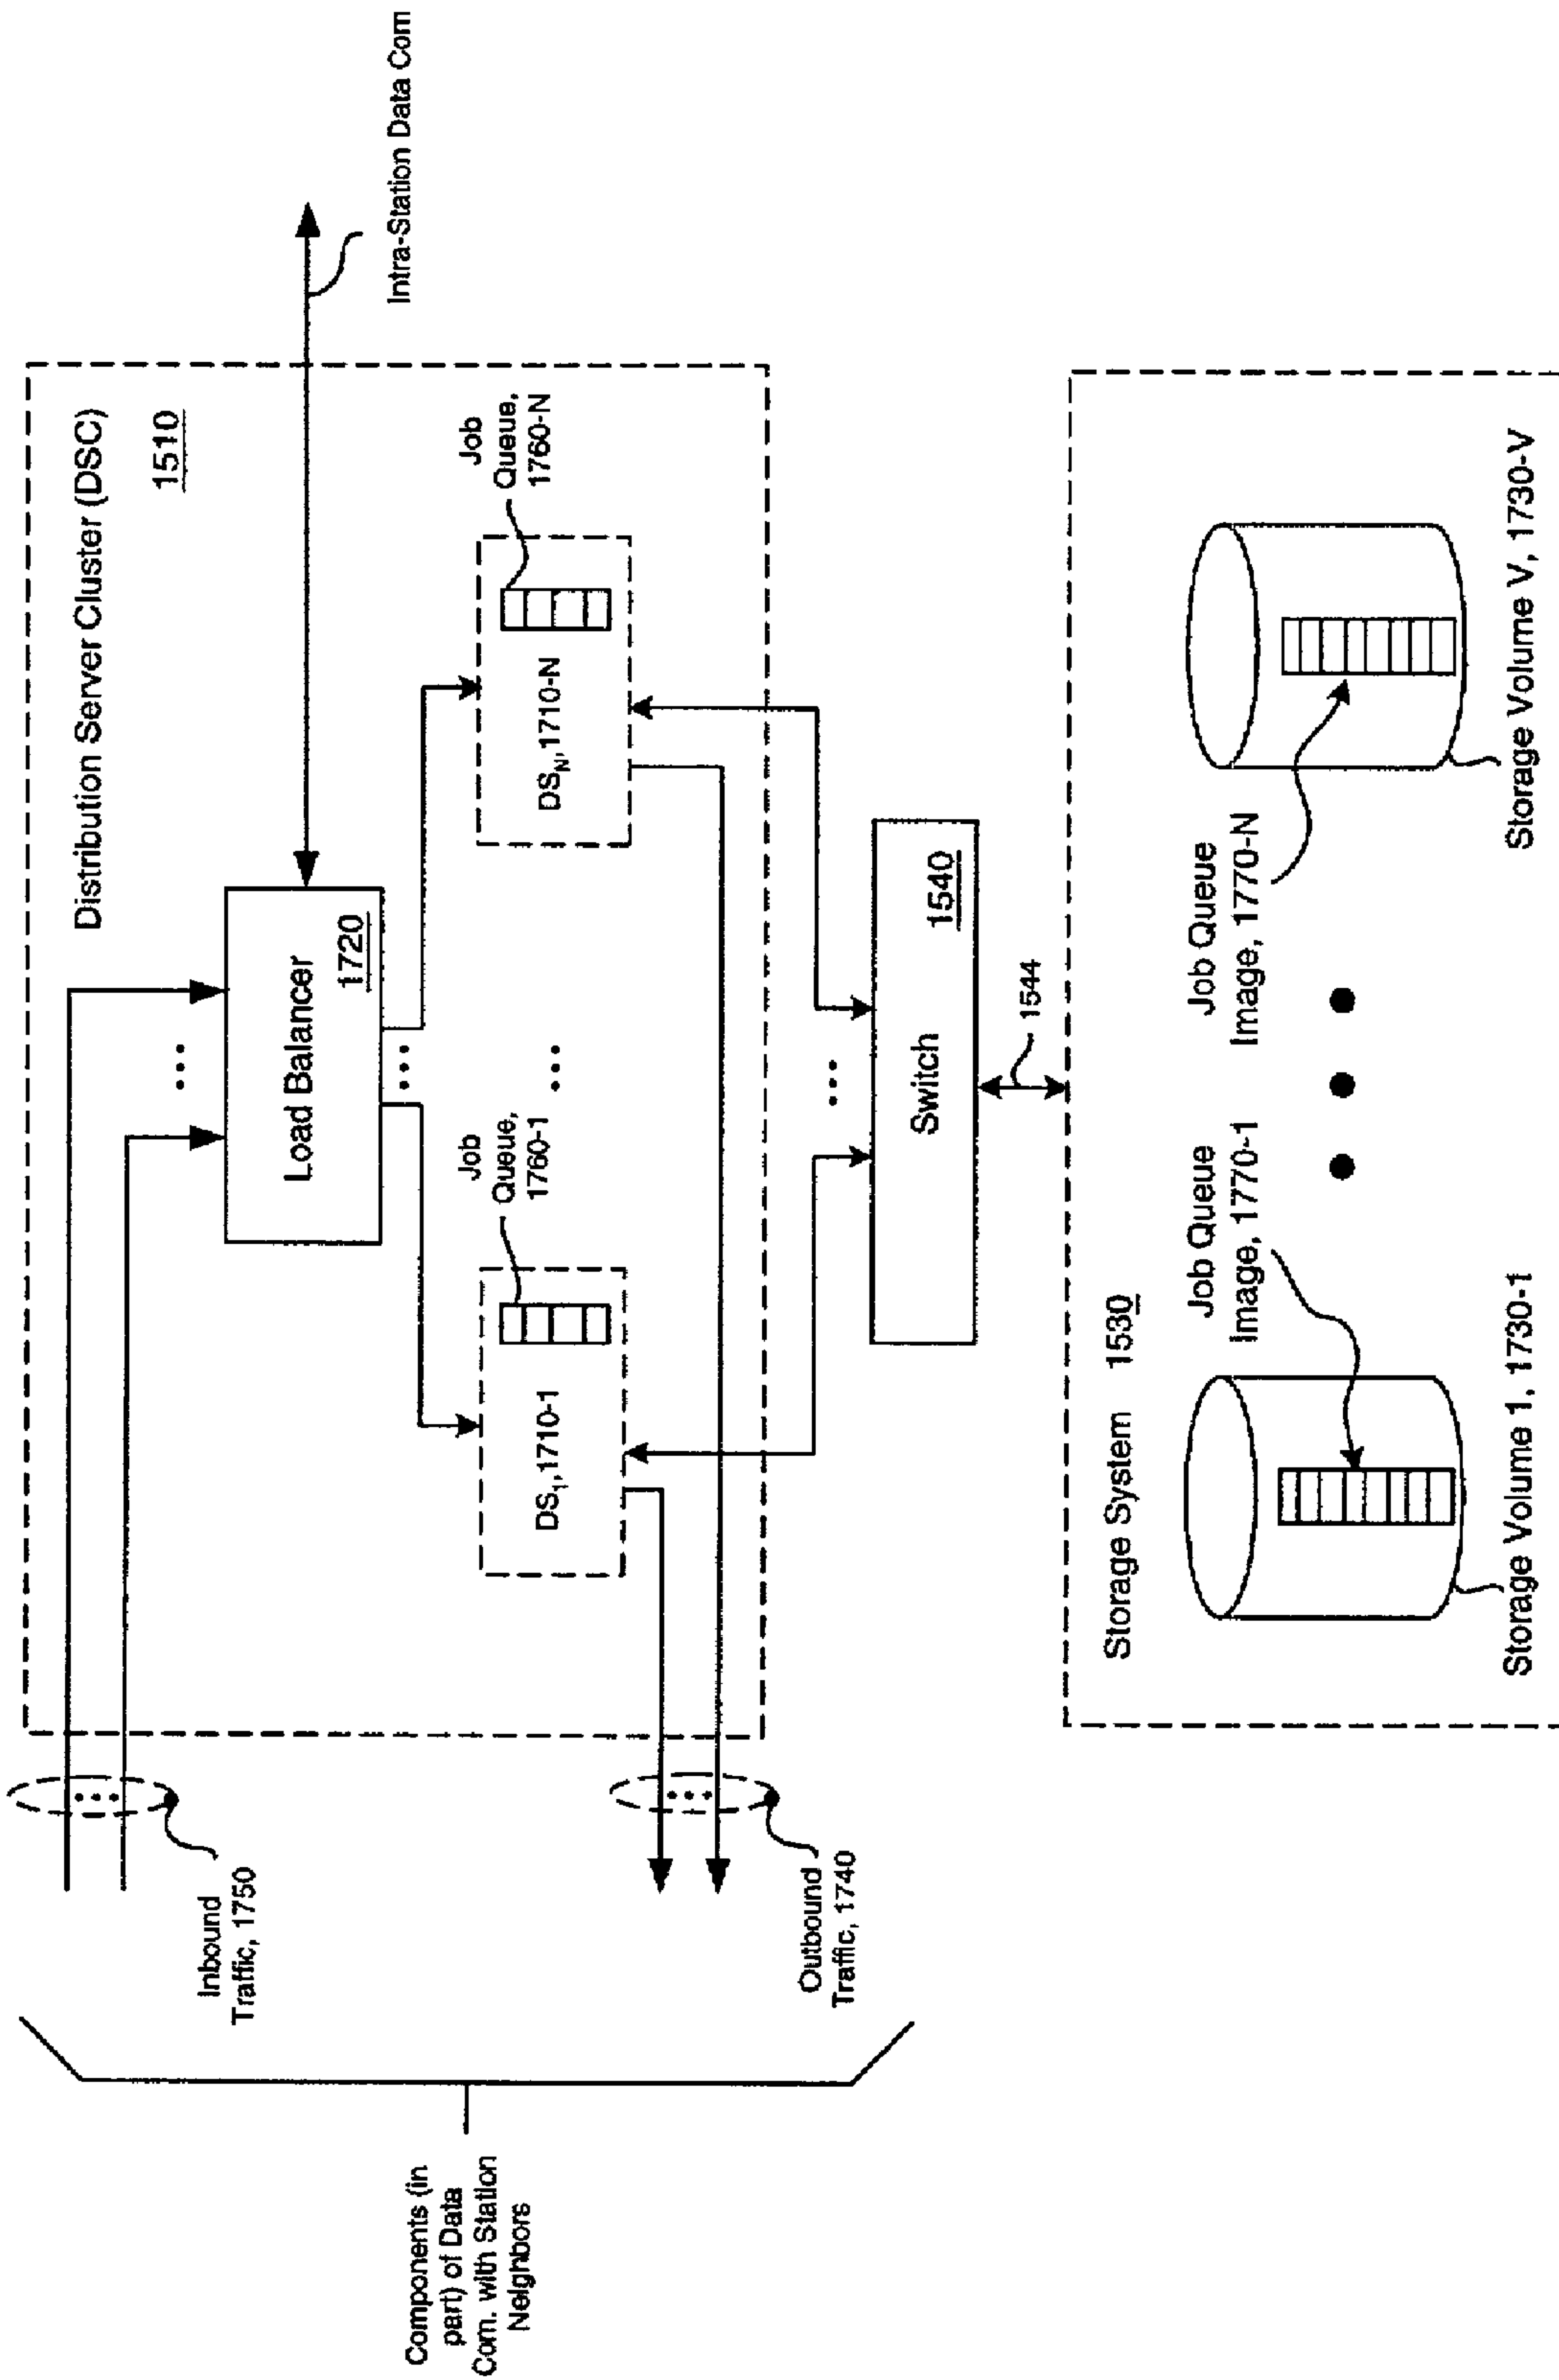 Distribution Server Cluster (DSC)
1510
Intra-Station Data Com
Inbound
Traffic, 1750
Load Balancer
1720
...
...
Job
Queue,
1760-1
Job
Queue,
1760-N
DS1, 1710-1
...
DSN, 1710-N
Components (in
part) of Data
Com. with Station
Neighbors
Outbound
Traffic, 1740
...
Switch
1540
1544
Storage System 1530
Job Queue
Image, 1770-1
Job Queue
Image, 1770-N
Storage Volume 1, 1730-1
Storage Volume V, 1730-V